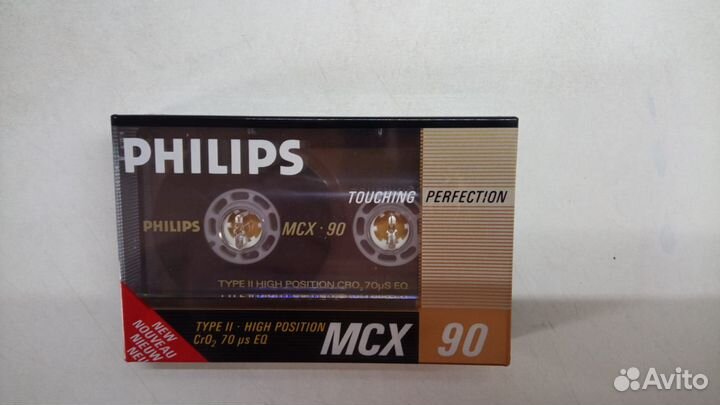 PHILIPS
TOUCHING PERFECTION
PHILIPS MCX · 90
TYPE II HIGH POSITION CRO₂ 70µS EQ
NEW
NOUVEAU
NIEUW
NEU
TYPE II · HIGH POSITION
CrO₂ 70 µs EQ
MCX 90
Avito